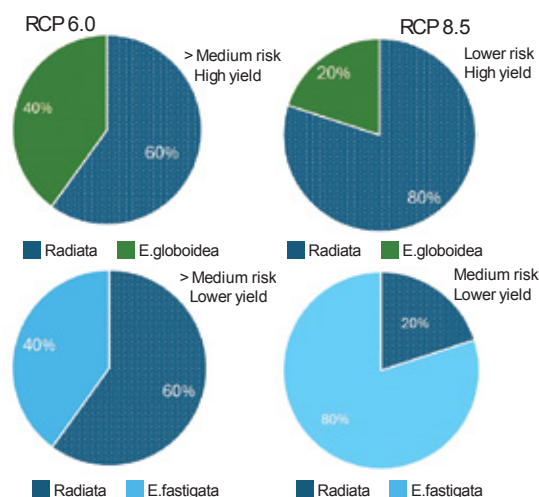 RCP 6.0
RCP 8.5
> Medium risk
High yield
Lower risk
High yield
40%
60%
20%
80%
Radiata E.globoidea
Radiata E.globoidea
> Medium risk
Lower yield
Medium risk
Lower yield
40%
60%
20%
80%
Radiata E.fastigata
Radiata E.fastigata